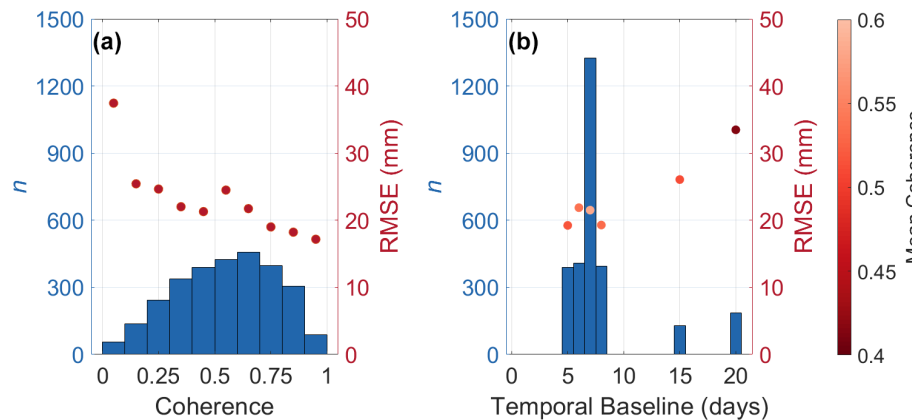 (a)
1500
1200
900
600
300
0
n
50
40
30
20
10
0
RMSE (mm)
0 0.25 0.5 0.75 1
Coherence
(b)
1500
1200
900
600
300
0
n
50
40
30
20
10
0
RMSE (mm)
0 5 10 15 20
Temporal Baseline (days)
0.6
0.55
0.5
0.45
0.4
Mean Coherence